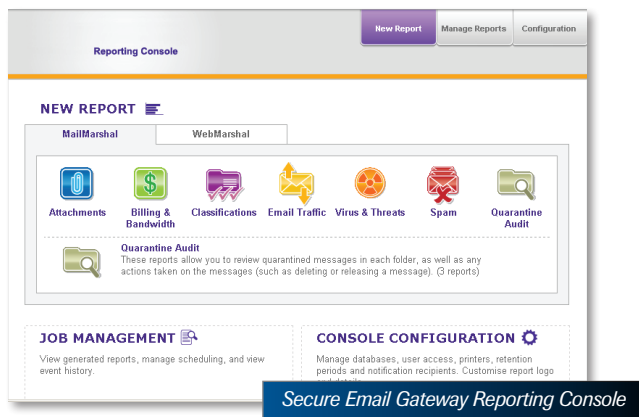 New Report
Manage Reports
Configuration
Reporting Console
NEW REPORT
MailMarshal
WebMarshal
Attachments
Billing &
Bandwidth
Classifications
Email Traffic
Virus & Threats
Spam
Quarantine
Audit
Quarantine Audit
These reports allow you to review quarantined messages in each folder, as well as any
actions taken on the messages (such as deleting or releasing a message). (3 reports)
JOB MANAGEMENT
View generated reports, manage scheduling, and view
event history.
CONSOLE CONFIGURATION
Manage databases, user access, printers, retention
periods and notification recipients. Customise report logo
Secure Email Gateway Reporting Console